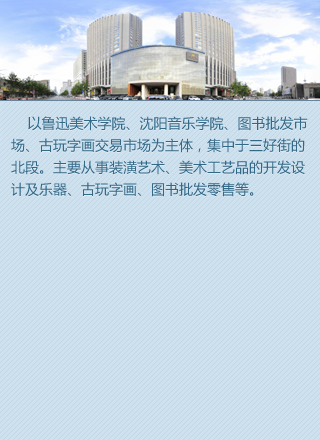 以鲁迅美术学院、沈阳音乐学院、图书批发市
场、古玩字画交易市场为主体，集中于三好街的
北段。主要从事装潢艺术、美术工艺品的开发设
计及乐器、古玩字画、图书批发零售等。